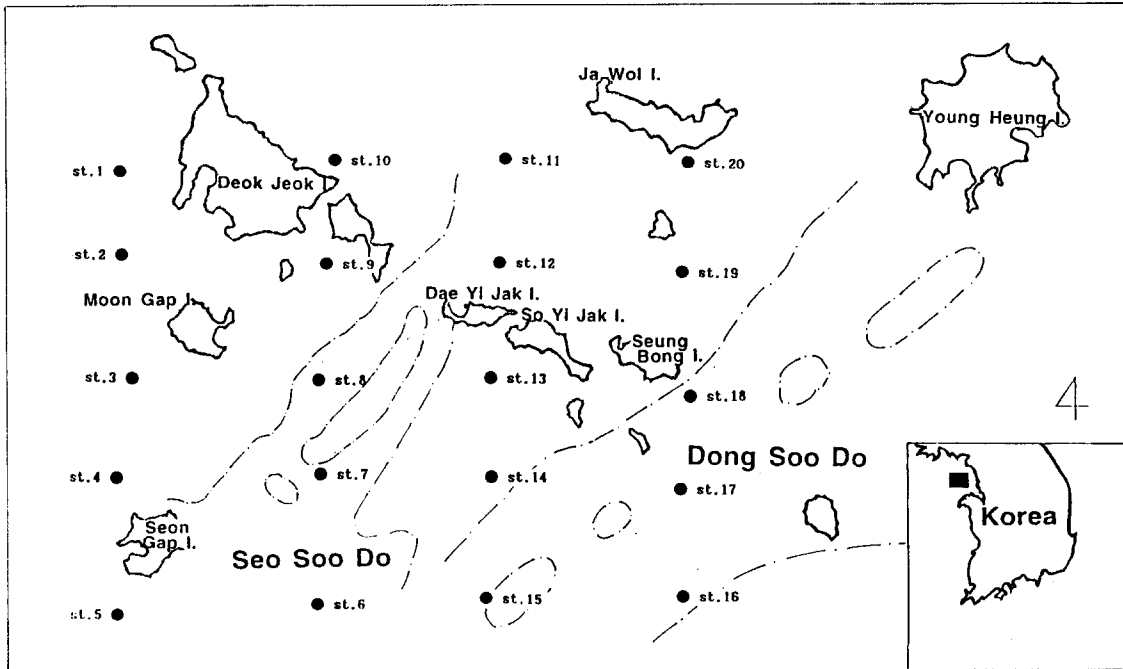 Ja Wol I.
Young Heung I.
st.1
Deok Jeok I.
st.10
st.11
st.20
st.2
st.9
st.12
st.19
Moon Gap I.
Dae Yi Jak I.
So Yi Jak I.
Seung
Bong I.
st.3
st.8
st.13
st.18
4
st.4
st.7
st.14
Dong Soo Do
st.17
Seon
Gap I.
Seo Soo Do
Korea
st.5
st.6
st.15
st.16